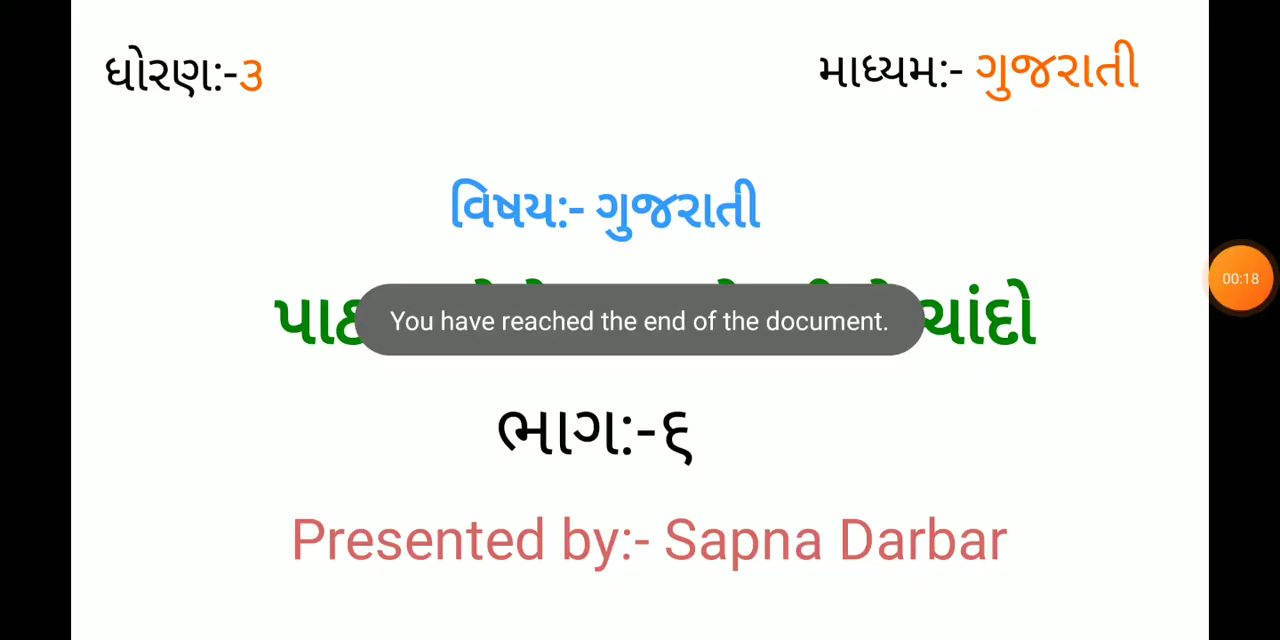 ધોરણ:-૩
માધ્યમ:- ગુજરાતી
વિષય:- ગુજરાતી
ચાંદો
You have reached the end of the document.
00:18
ભાગ:-૬
Presented by:- Sapna Darbar